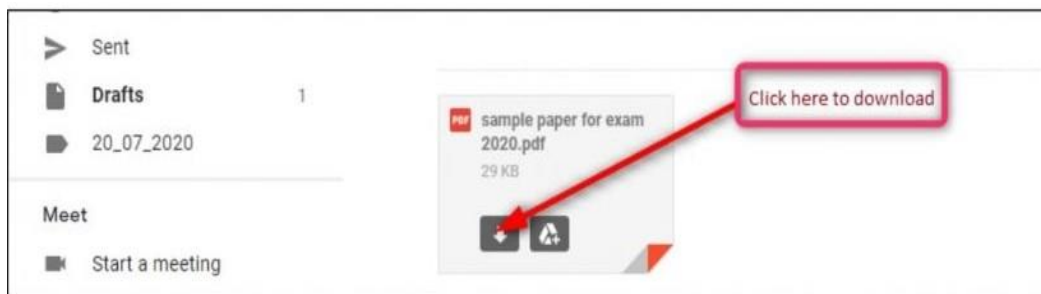 Sent
Drafts 1
20_07_2020
Meet
Start a meeting
PDF sample paper for exam
2020.pdf
29 KB
Click here to download